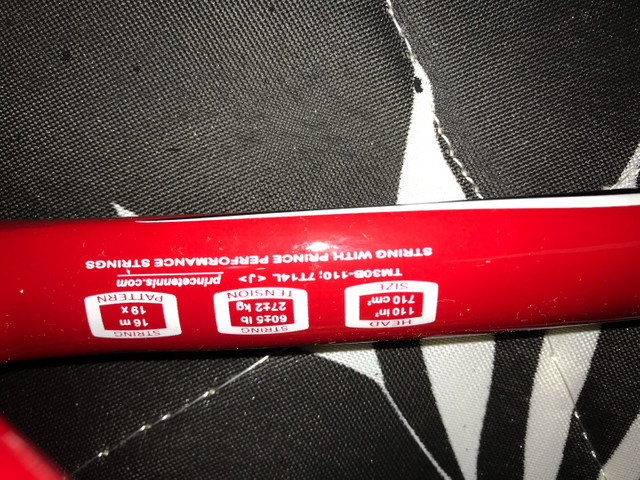 HEAD
110 in²
710 cm²
SIZE
STRING
60±5 lb
27±2 kg
TENSION
STRING
16 m
19 x
PATTERN
TM30B-110; 7T14L <J> princetennis.com
STRING WITH PRINCE PERFORMANCE STRINGS